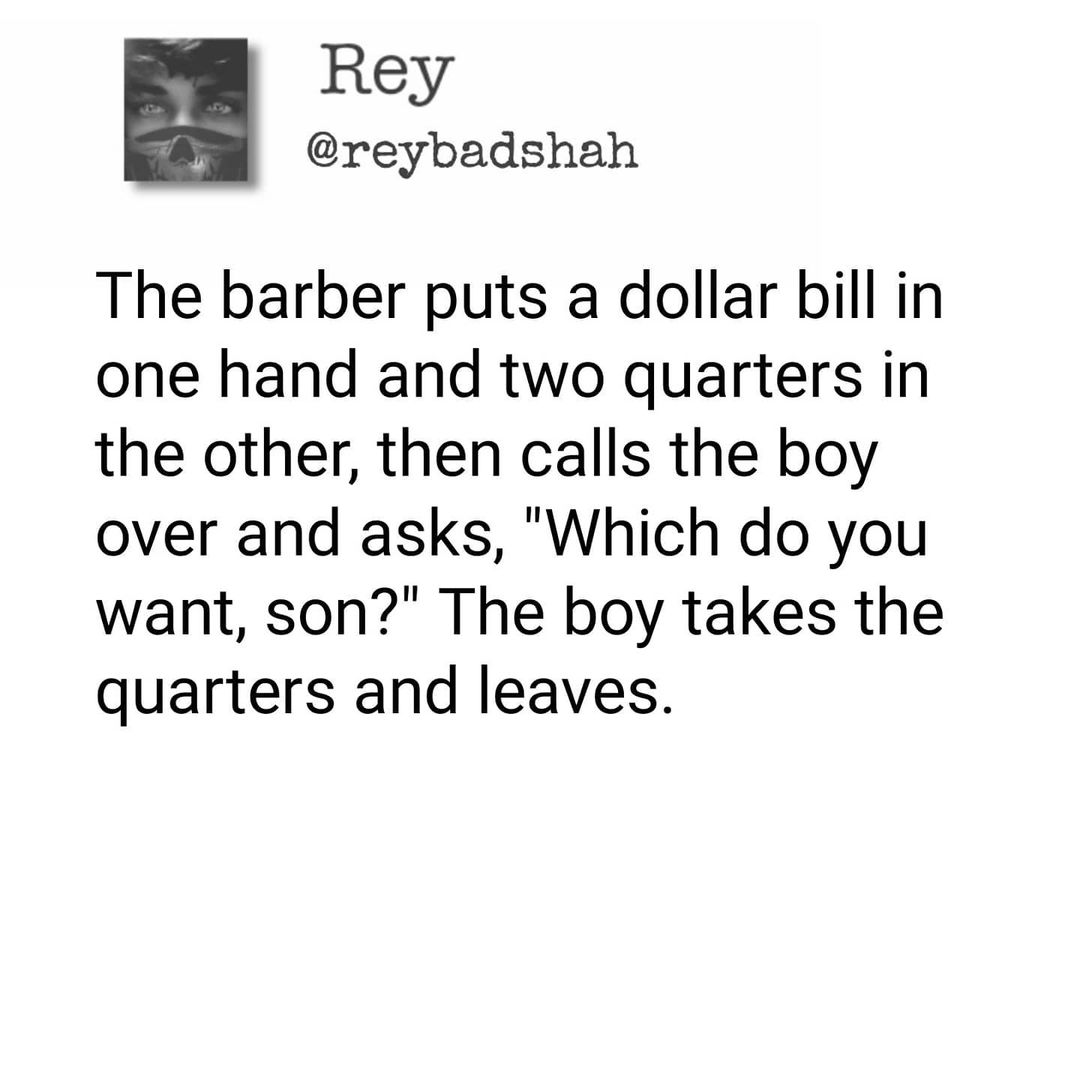 Rey
@reybadshah
The barber puts a dollar bill in
one hand and two quarters in
the other, then calls the boy
over and asks, "Which do you
want, son?" The boy takes the
quarters and leaves.